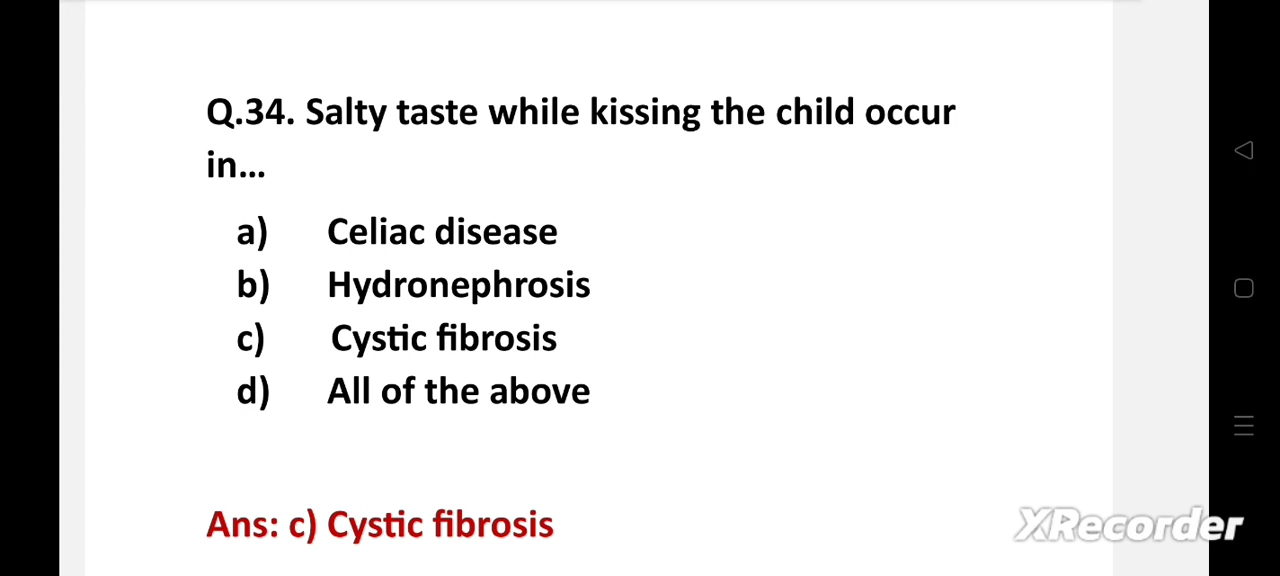 Q.34. Salty taste while kissing the child occur
in...
a) Celiac disease
b) Hydronephrosis
c) Cystic fibrosis
d) All of the above
Ans: c) Cystic fibrosis
XRecorder